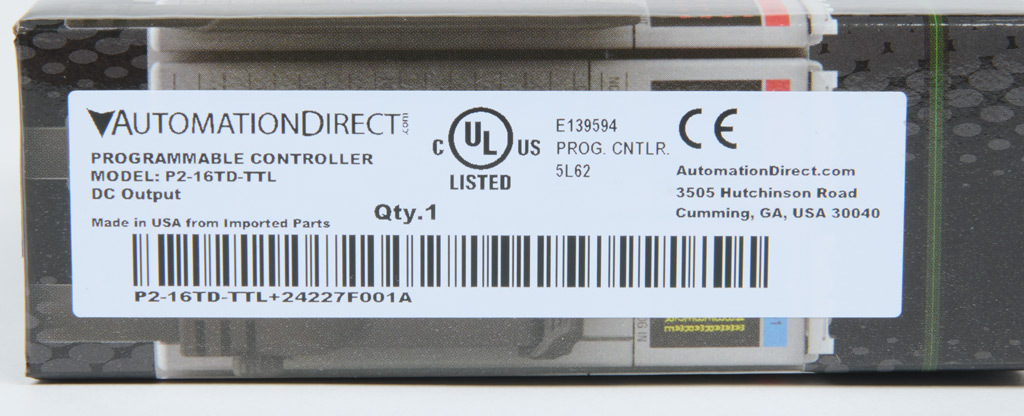 AUTOMATIONDIRECT
PROGRAMMABLE CONTROLLER
MODEL: P2-16TD-TTL
DC Output
Made in USA from Imported Parts
Qty.1
C UL US
LISTED
E139594
PROG. CNTLR.
5L62
CE
AutomationDirect.com
3505 Hutchinson Road
Cumming, GA, USA 30040
P2-16TD-TTL+24227F001A